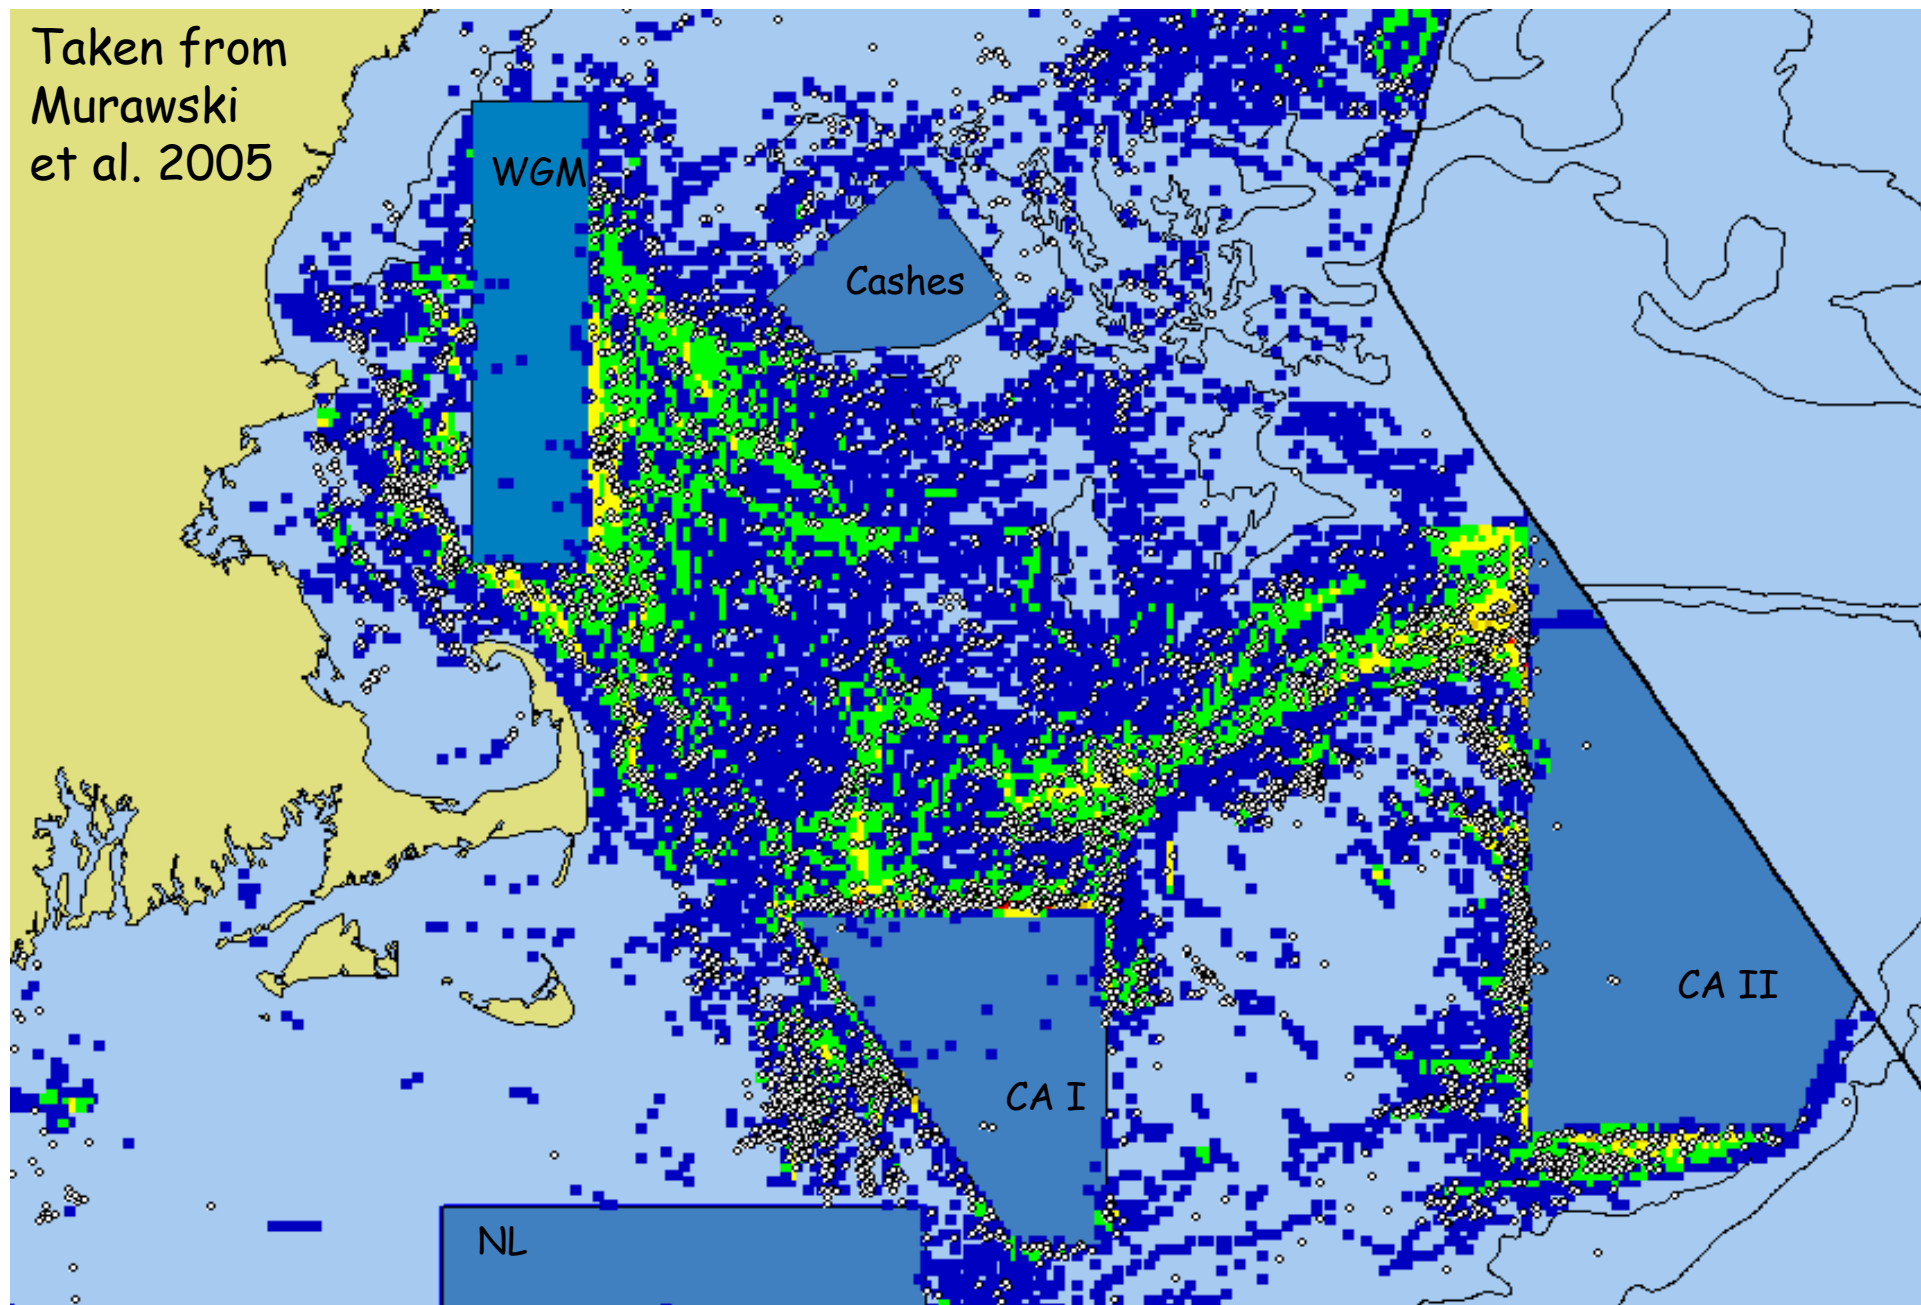 Taken from
Murawski
et al. 2005
WGM
Cashes
CA II
CA I
NL